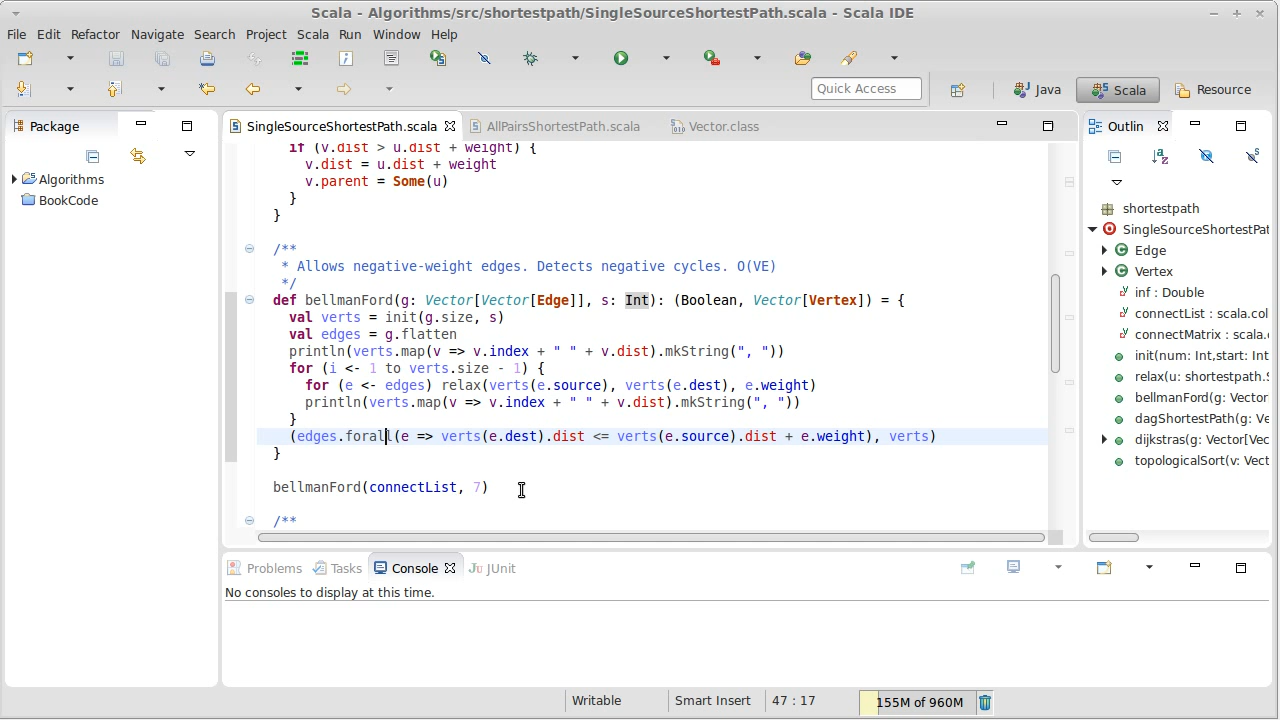 Scala - Algorithms/src/shortestpath/SingleSourceShortestPath.scala - Scala IDE
File Edit Refactor Navigate Search Project Scala Run Window Help
Quick Access
Java
Scala
Resource
Package
SingleSourceShortestPath.scala
AllPairsShortestPath.scala
Vector.class
Outlin
Algorithms
BookCode
if (v.dist > u.dist + weight) {
v.dist = u.dist + weight
v.parent = Some(u)
}
}
/**
* Allows negative-weight edges. Detects negative cycles. O(VE)
*/
def bellmanFord(g: Vector[Vector[Edge]], s: Int): (Boolean, Vector[Vertex]) = {
val verts = init(g.size, s)
val edges = g.flatten
println(verts.map(v => v.index + " " + v.dist).mkString(", "))
for (i <- 1 to verts.size - 1) {
for (e <- edges) relax(verts(e.source), verts(e.dest), e.weight)
println(verts.map(v => v.index + " " + v.dist).mkString(", "))
}
(edges.forall(e => verts(e.dest).dist <= verts(e.source).dist + e.weight), verts)
}
bellmanFord(connectList, 7)
/**
shortestpath
SingleSourceShortestPat
Edge
Vertex
inf : Double
connectList : scala.col
connectMatrix : scala.
init(num: Int,start: Int
relax(u: shortestpath.S
bellmanFord(g: Vector
dagShortestPath(g: Ve
dijkstras(g: Vector[Vec
topologicalSort(v: Vect
Problems
Tasks
Console
JUnit
No consoles to display at this time.
Writable
Smart Insert
47 : 17
155M of 960M